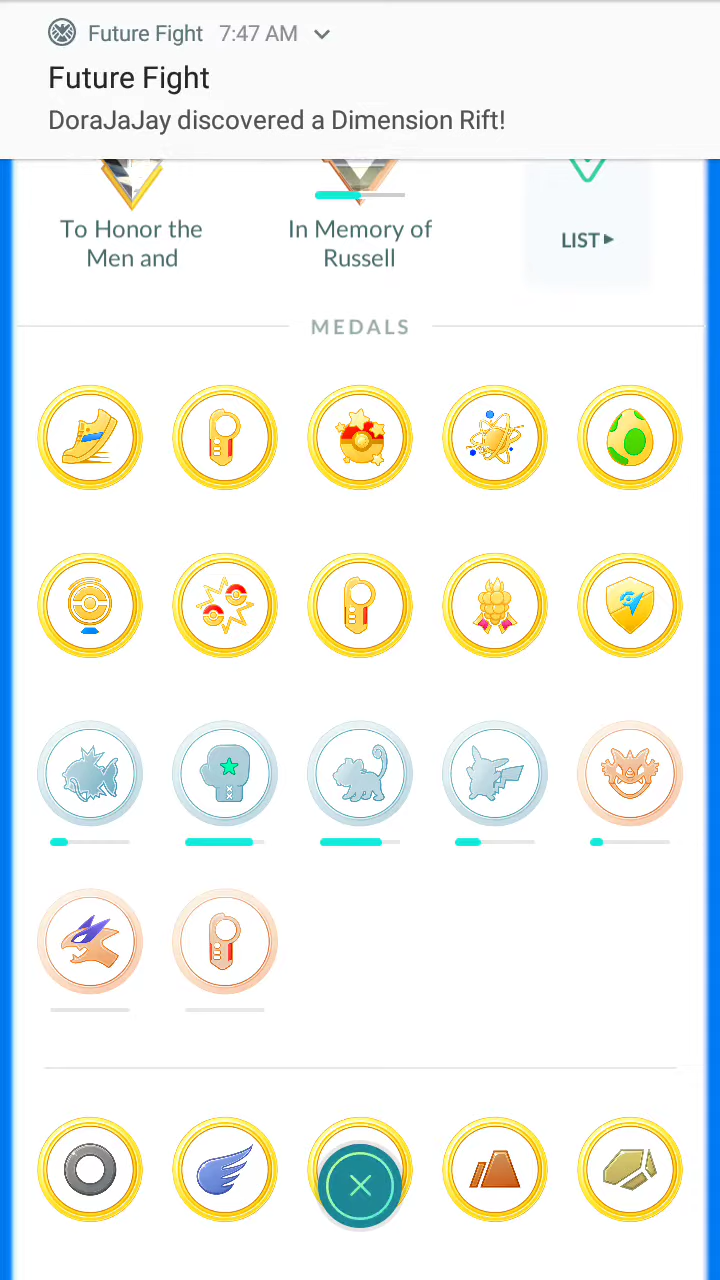 Future Fight 7:47 AM
Future Fight
DoraJaJay discovered a Dimension Rift!
To Honor the
Men and
In Memory of
Russell
LIST
MEDALS